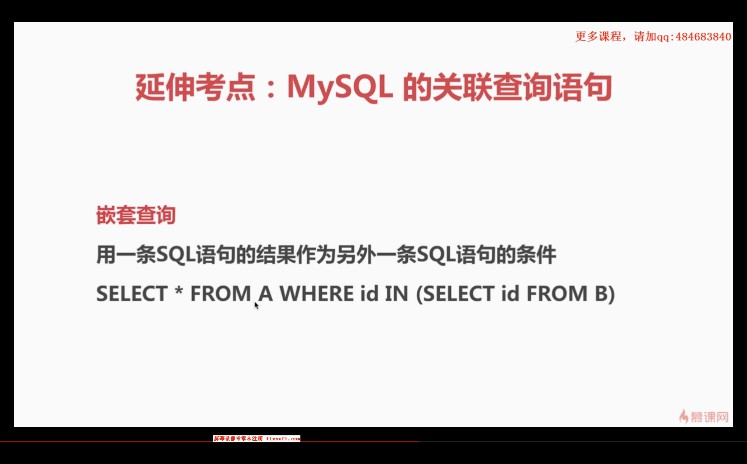 更多课程，请加qq:484683840
延伸考点：MySQL 的关联查询语句
嵌套查询
用一条SQL语句的结果作为另外一条SQL语句的条件
SELECT * FROM A WHERE id IN (SELECT id FROM B)
慕课网